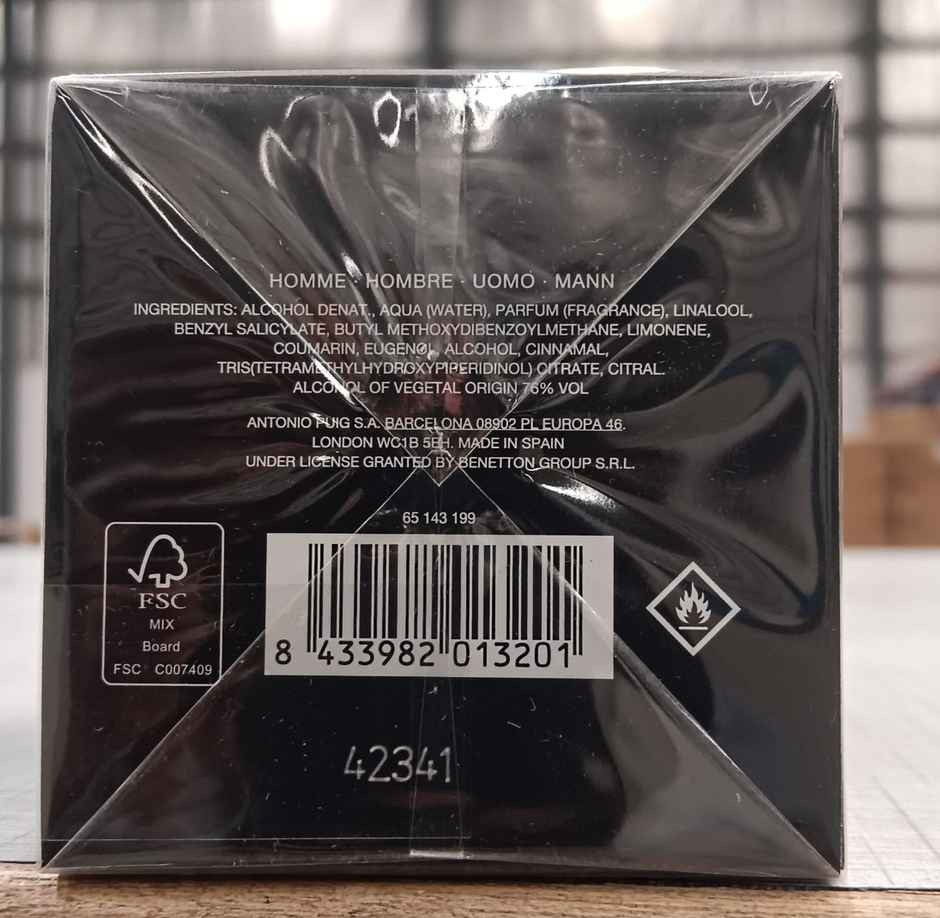 HOMME · HOMBRE · UOMO · MANN
INGREDIENTS: ALCOHOL DENAT., AQUA (WATER), PARFUM (FRAGRANCE), LINALOOL,
BENZYL SALICYLATE, BUTYL METHOXYDIBENZOYLMETHANE, LIMONENE,
COUMARIN, EUGENOL, ALCOHOL, CINNAMAL,
TRIS(TETRAMETHYLHYDROXYPIPERIDINOL) CITRATE, CITRAL.
ALCOHOL OF VEGETAL ORIGIN 76% VOL
ANTONIO PUIG S.A. BARCELONA 08902 PL EUROPA 46.
LONDON WC1B 5EH. MADE IN SPAIN
UNDER LICENSE GRANTED BY BENETTON GROUP S.R.L.
65 143 199
FSC
MIX
Board
FSC C007409
8 433982 013201
42341